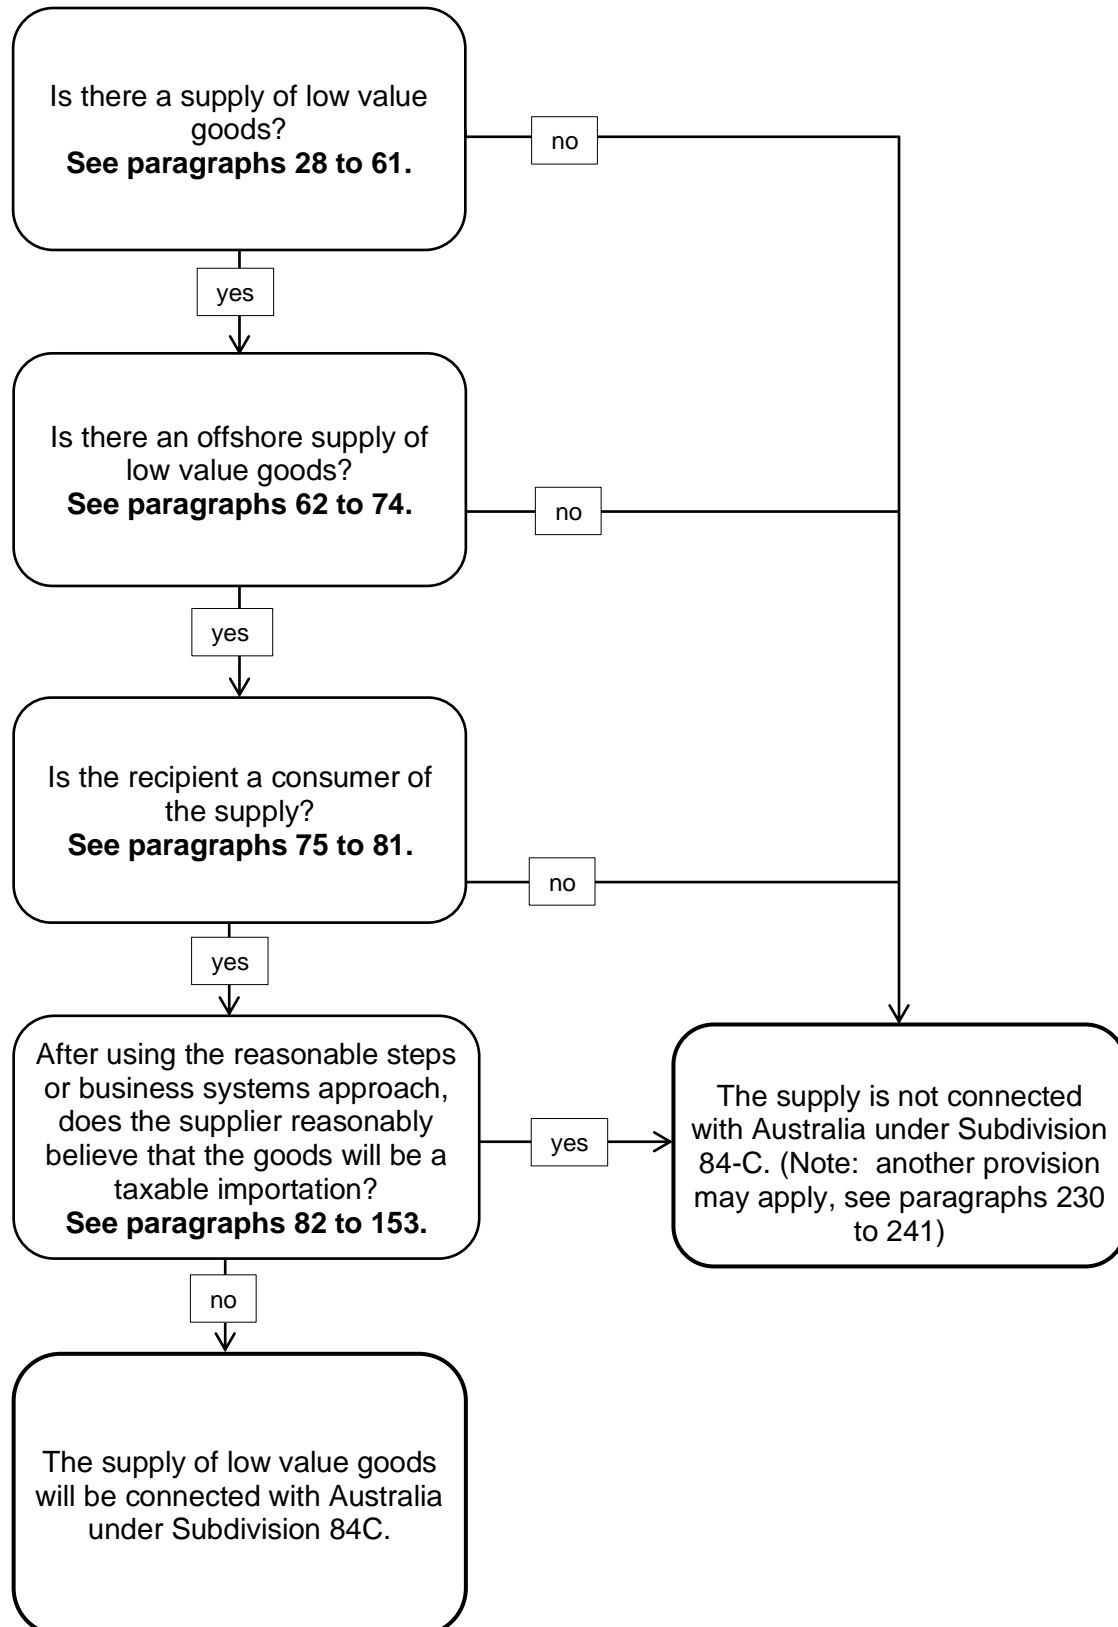 Is there a supply of low value
goods?
See paragraphs 28 to 61.
no
yes
Is there an offshore supply of
low value goods?
See paragraphs 62 to 74.
no
yes
Is the recipient a consumer of
the supply?
See paragraphs 75 to 81.
no
yes
After using the reasonable steps
or business systems approach,
does the supplier reasonably
believe that the goods will be a
taxable importation?
See paragraphs 82 to 153.
yes
The supply is not connected
with Australia under Subdivision
84-C. (Note:  another provision
may apply, see paragraphs 230
to 241)
no
The supply of low value goods
will be connected with Australia
under Subdivision 84C.